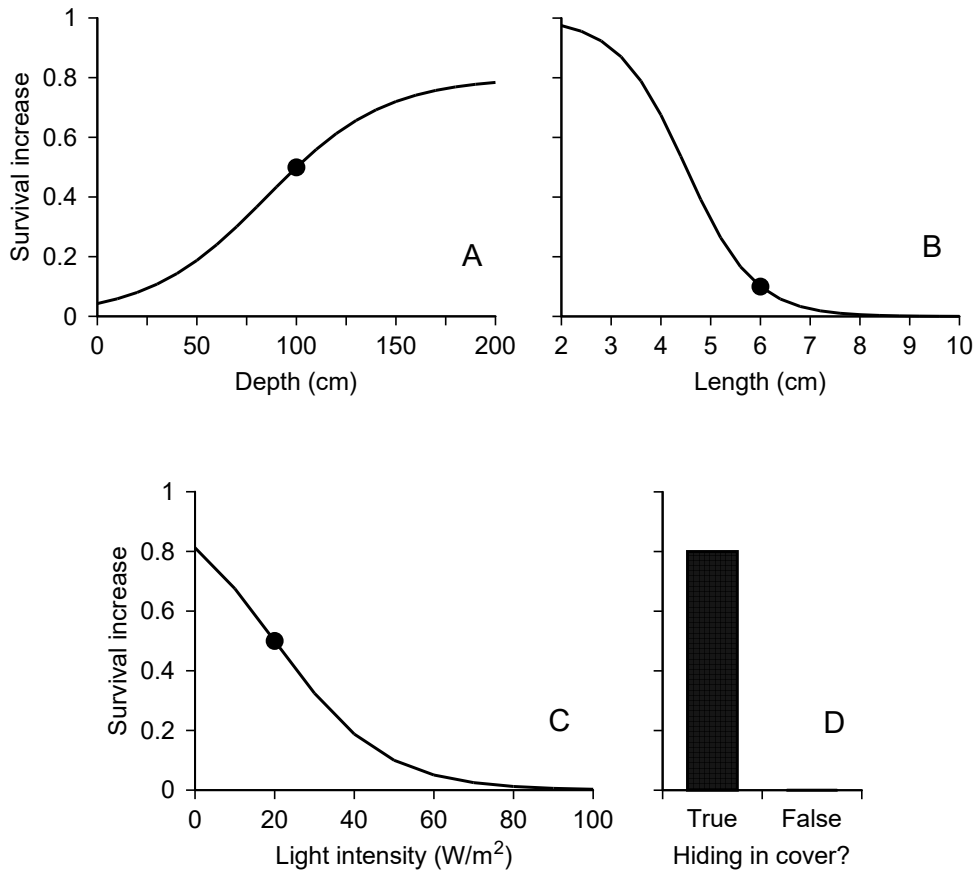 1
0.8
0.6
0.4
0.2
0
Survival increase
0 50 100 150 200
Depth (cm)
A
2 3 4 5 6 7 8 9 10
Length (cm)
B
1
0.8
0.6
0.4
0.2
0
Survival increase
0 20 40 60 80 100
Light intensity (W/m²)
C
D
True False
Hiding in cover?